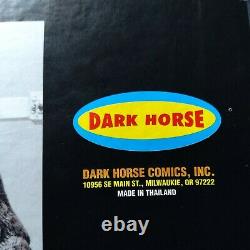 DARK HORSE
DARK HORSE COMICS, INC.
10956 SE MAIN ST., MILWAUKIE, OR 97222
MADE IN THAILAND